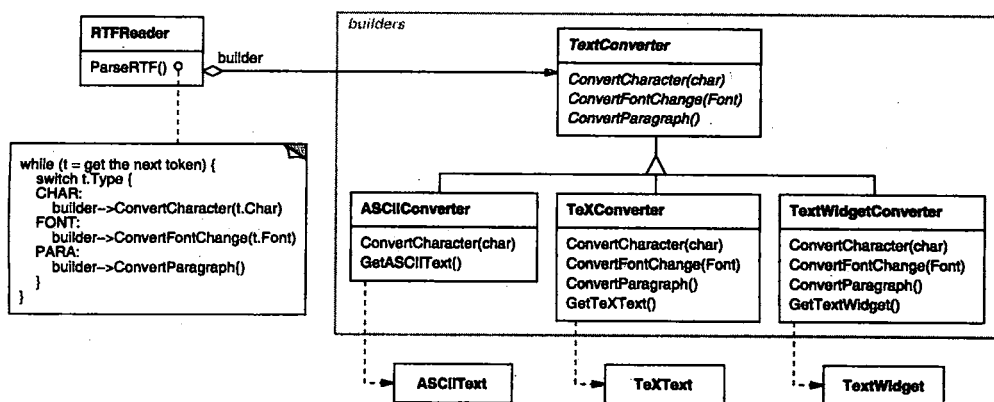 builders
RTFReader
ParseRTF()
builder
TextConverter
ConvertCharacter(char)
ConvertFontChange(Font)
ConvertParagraph()
while (t = get the next token) {
switch t.Type {
CHAR:
builder–>ConvertCharacter(t.Char)
FONT:
builder–>ConvertFontChange(t.Font)
PARA:
builder–>ConvertParagraph()
}
}
ASCIIConverter
ConvertCharacter(char)
GetASCIIText()
TeXConverter
ConvertCharacter(char)
ConvertFontChange(Font)
ConvertParagraph()
GetTeXText()
TextWidgetConverter
ConvertCharacter(char)
ConvertFontChange(Font)
ConvertParagraph()
GetTextWidget()
ASCIIText
TeXText
TextWidget